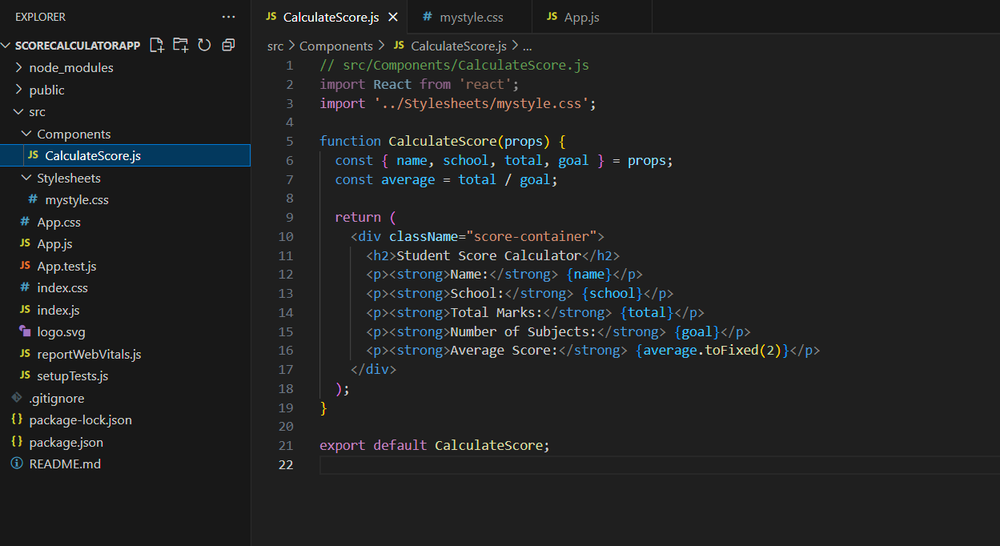 EXPLORER
SCORECALCULATORAPP
node_modules
public
src
Components
JS CalculateScore.js
Stylesheets
# mystyle.css
# App.css
JS App.js
JS App.test.js
# index.css
JS index.js
logo.svg
JS reportWebVitals.js
JS setupTests.js
.gitignore
{} package-lock.json
{} package.json
README.md
JS CalculateScore.js
# mystyle.css
JS App.js
src > Components > JS CalculateScore.js > ...
1 // src/Components/CalculateScore.js
2 import React from 'react';
3 import '../Stylesheets/mystyle.css';
4
5 function CalculateScore(props) {
6 const { name, school, total, goal } = props;
7 const average = total / goal;
8
9 return (
10 <div className="score-container">
11 <h2>Student Score Calculator</h2>
12 <p><strong>Name:</strong> {name}</p>
13 <p><strong>School:</strong> {school}</p>
14 <p><strong>Total Marks:</strong> {total}</p>
15 <p><strong>Number of Subjects:</strong> {goal}</p>
16 <p><strong>Average Score:</strong> {average.toFixed(2)}</p>
17 </div>
18 );
19 }
20
21 export default CalculateScore;
22